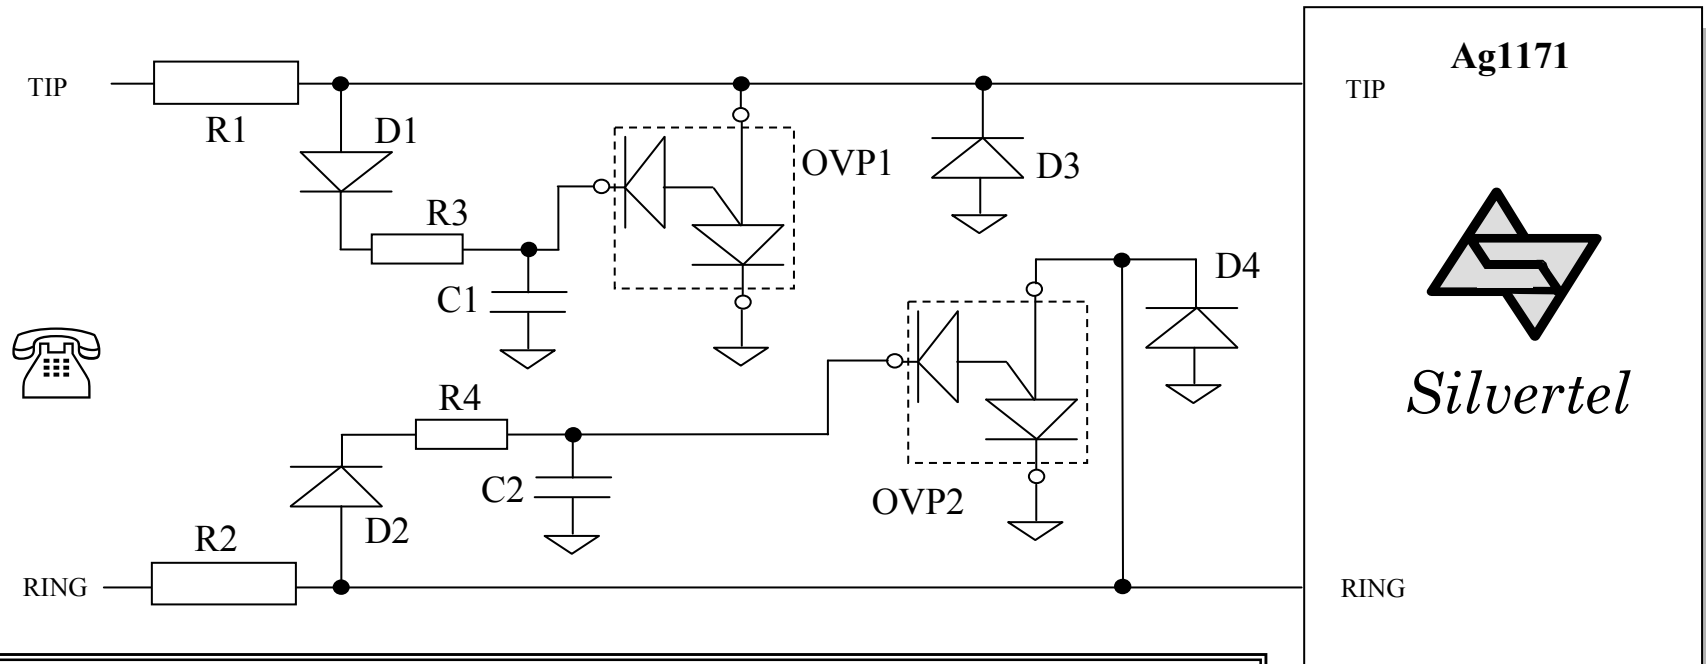 Ag1171
TIP
TIP
R1
D1
OVP1
D3
R3
C1
D4
R4
C2
OVP2
Silvertel
R2
D2
RING
RING